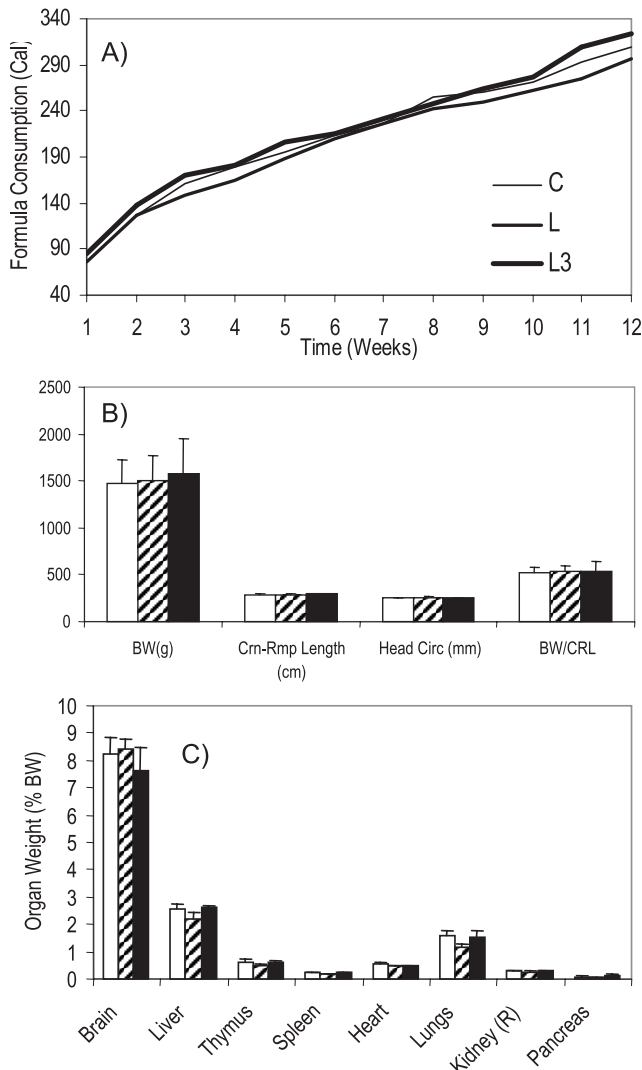 340
290
240
190
140
90
40
Formula Consumption (Cal)
A)
C
L
L3
1 2 3 4 5 6 7 8 9 10 11 12
Time (Weeks)
2500
2000
1500
1000
500
0
B)
BW(g) Crn-Rmp Length (cm) Head Circ (mm) BW/CRL
10
9
8
7
6
5
4
3
2
1
0
Organ Weight (% BW)
C)
Brain Liver Thymus Spleen Heart Lungs Kidney (R) Pancreas